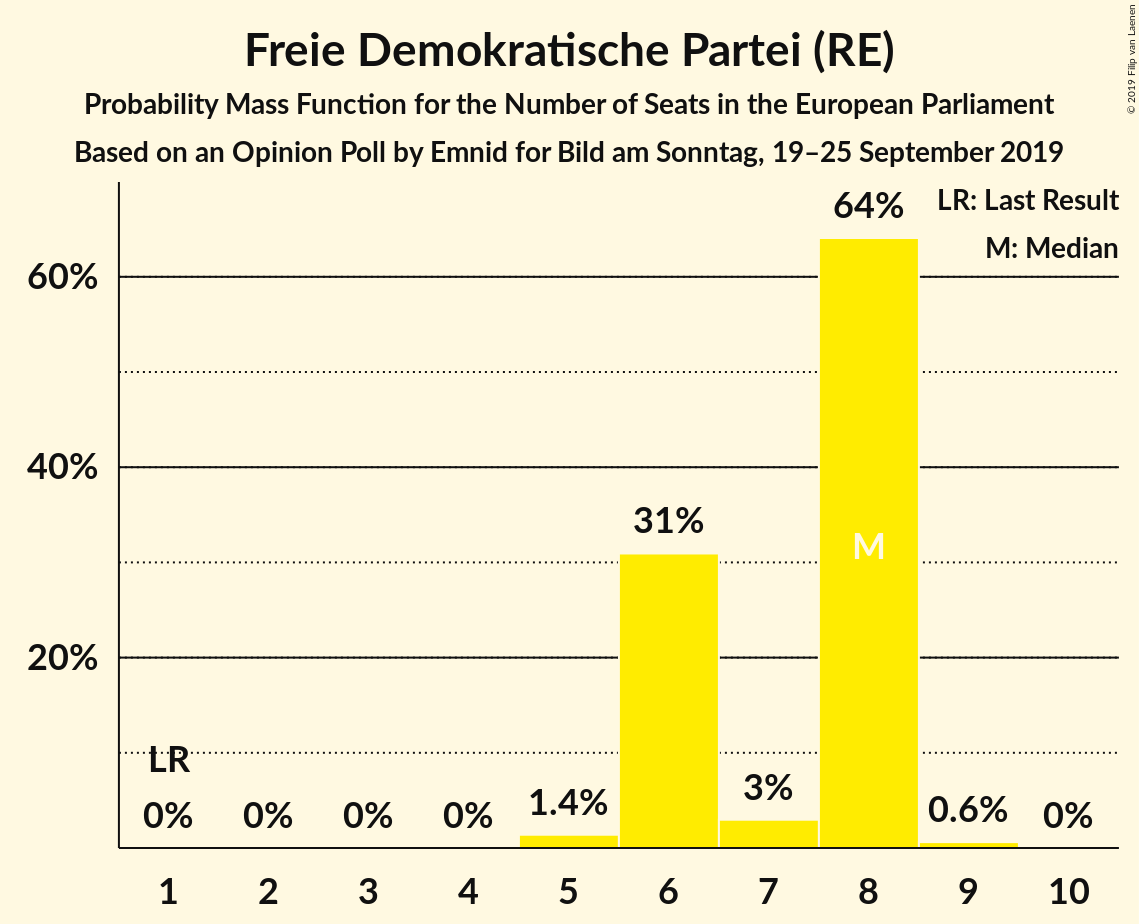 Freie Demokratische Partei (RE)
Probability Mass Function for the Number of Seats in the European Parliament
Based on an Opinion Poll by Emnid for Bild am Sonntag, 19–25 September 2019
© 2019 Filip van Laenen
LR: Last Result
M: Median
64%
60%
40%
31%
M
20%
LR
0%
0%
0%
0%
1.4%
3%
0.6%
0%
1 2 3 4 5 6 7 8 9 10